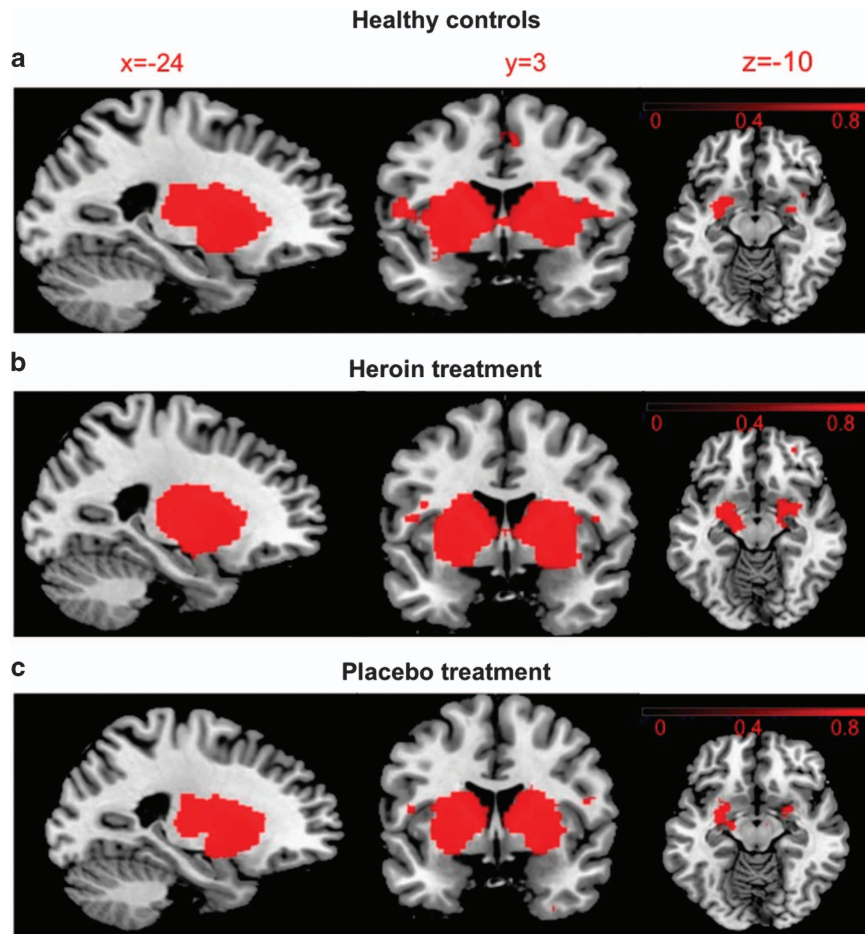 Healthy controls
a
x=-24 y=3 z=-10
0 0.4 0.8
Heroin treatment
b
0 0.4 0.8
Placebo treatment
c
0 0.4 0.8